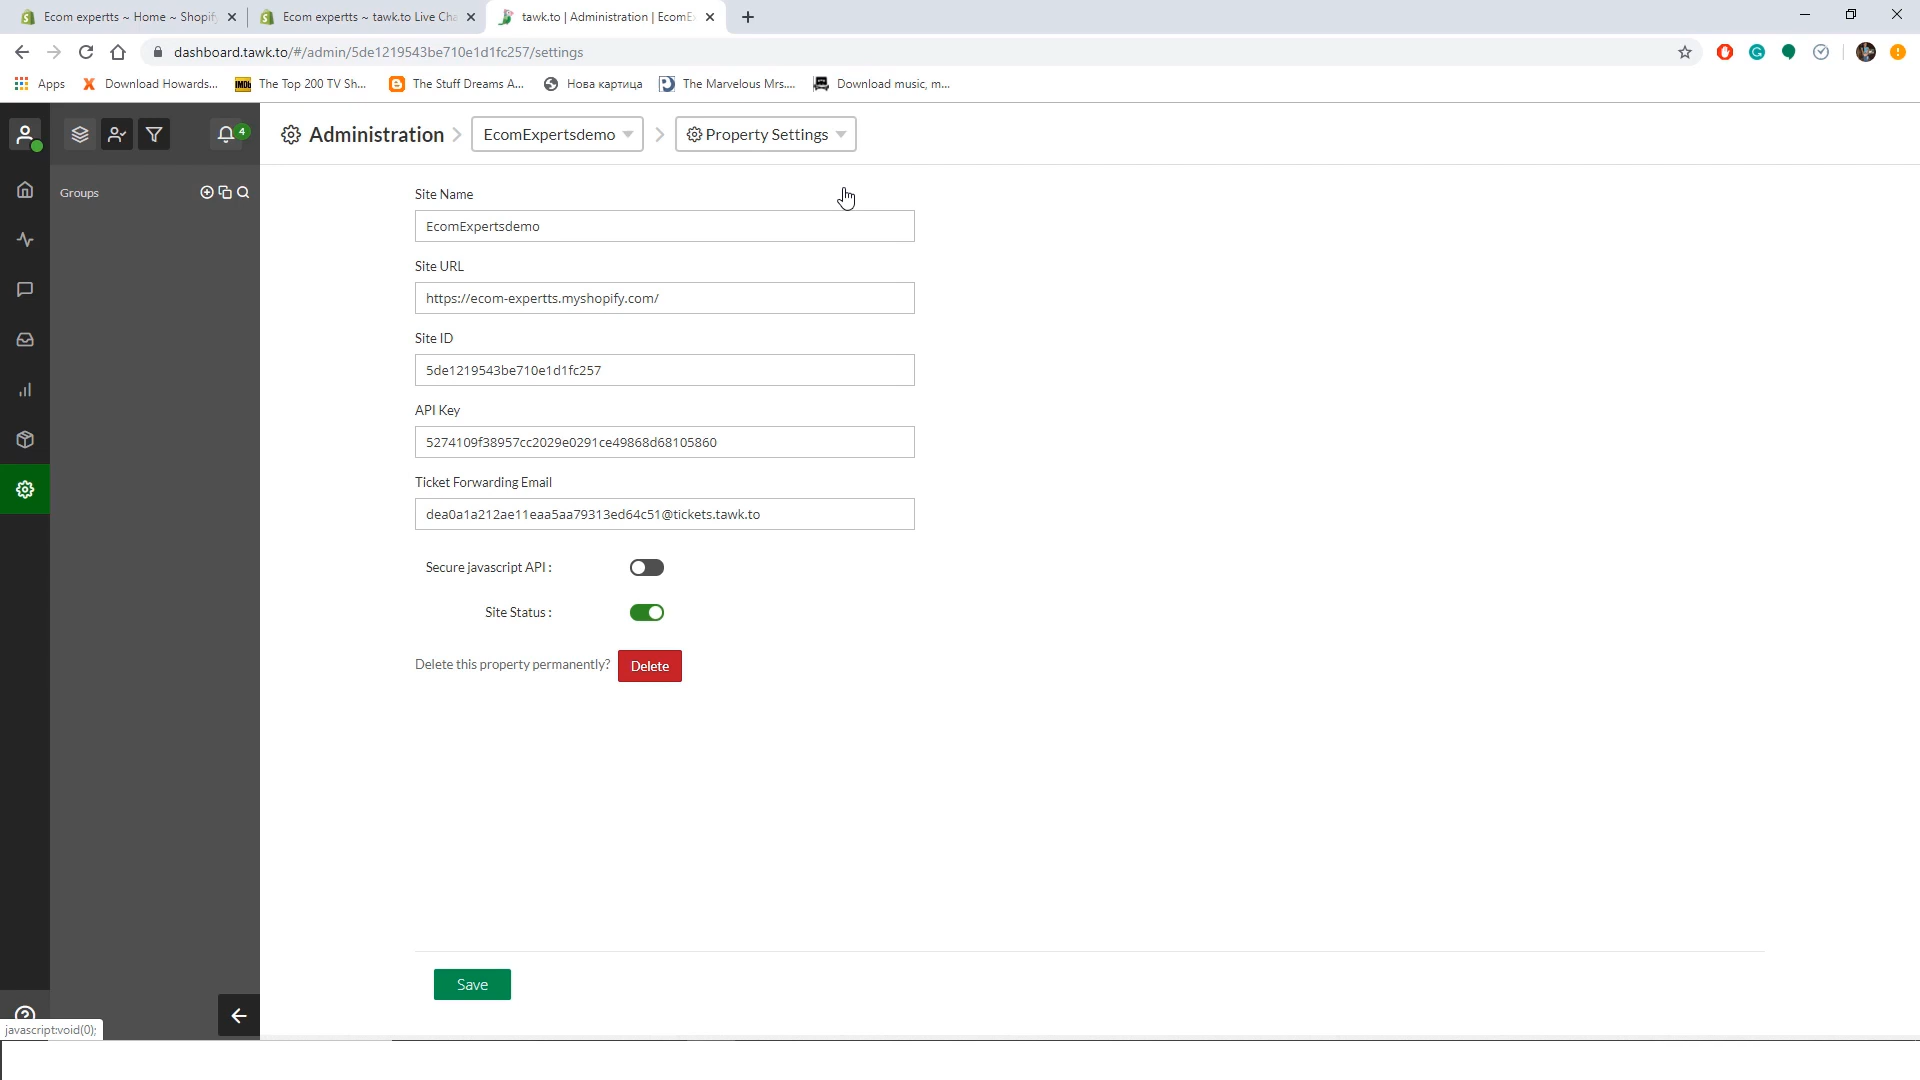 Ecom expertts ~ Home ~ Shopif
Ecom expertts ~ tawk.to Live Cha
tawk.to | Administration | EcomE
dashboard.tawk.to/#/admin/5de1219543be710e1d1fc257/settings
Apps
Download Howards...
IMDb
The Top 200 TV Sh...
The Stuff Dreams A...
Нова картица
The Marvelous Mrs....
Download music, m...
4
Administration
EcomExpertsdemo
Property Settings
Groups
Site Name
EcomExpertsdemo
Site URL
https://ecom-expertts.myshopify.com/
Site ID
5de1219543be710e1d1fc257
API Key
5274109f38957cc2029e0291ce49868d68105860
Ticket Forwarding Email
dea0a1a212ae11eaa5aa79313ed64c51@tickets.tawk.to
Secure javascript API :
Site Status :
Delete this property permanently? Delete
Save
javascript:void(0);